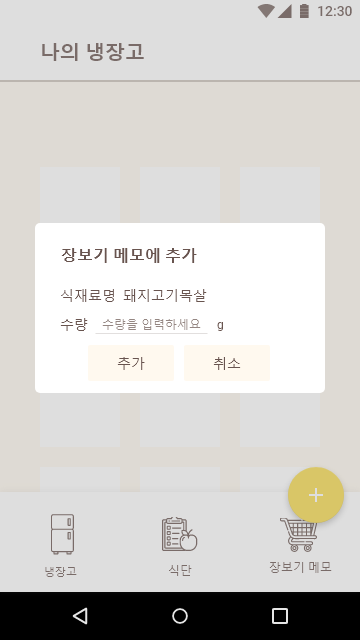 12:30
나의 냉장고
장보기 메모에 추가
식재료명 돼지고기목살
수량 수량을 입력하세요 g
추가 취소
냉장고 식단 장보기 메모